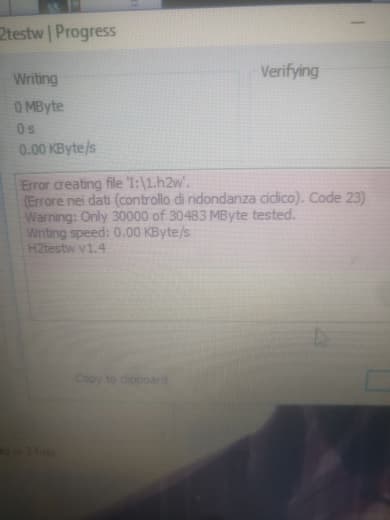 2testw | Progress
Writing
Verifying
0 MByte
0 s
0.00 KByte/s
Error creating file 'I:\1.h2w'.
(Errore nei dati (controllo di ridondanza ciclico). Code 23)
Warning: Only 30000 of 30483 MByte tested.
Writing speed: 0.00 KByte/s
H2testw v1.4
Copy to clipboard